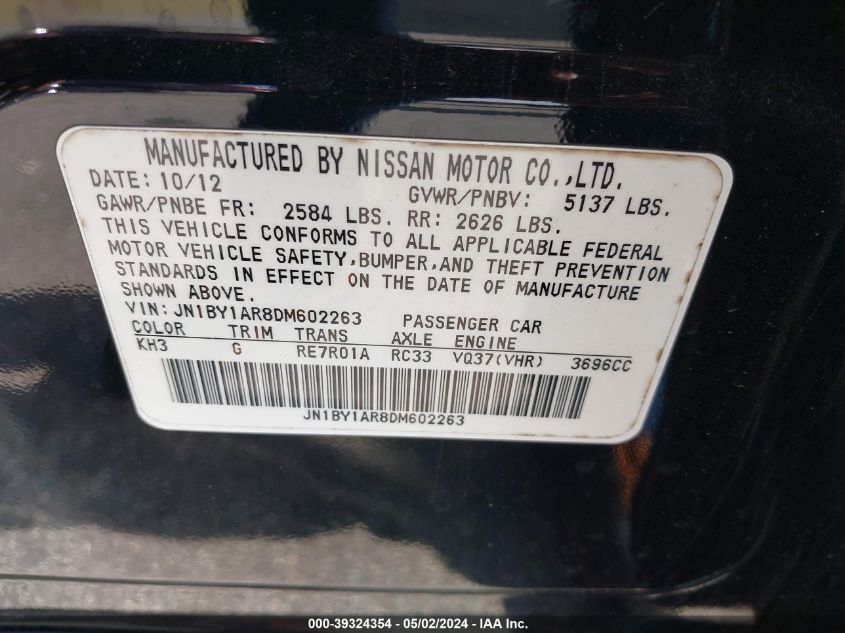 MANUFACTURED BY NISSAN MOTOR CO.,LTD.
DATE: 10/12 GVWR/PNBV: 5137 LBS.
GAWR/PNBE FR: 2584 LBS. RR: 2626 LBS.
THIS VEHICLE CONFORMS TO ALL APPLICABLE FEDERAL
MOTOR VEHICLE SAFETY,BUMPER,AND THEFT PREVENTION
STANDARDS IN EFFECT ON THE DATE OF MANUFACTURE
SHOWN ABOVE.
VIN: JN1BY1AR8DM602263 PASSENGER CAR
COLOR TRIM TRANS AXLE ENGINE
KH3 G RE7R01A RC33 VQ37(VHR) 3696CC
JN1BY1AR8DM602263
000-39324354 - 05/02/2024 - Copyright IAA, Inc.